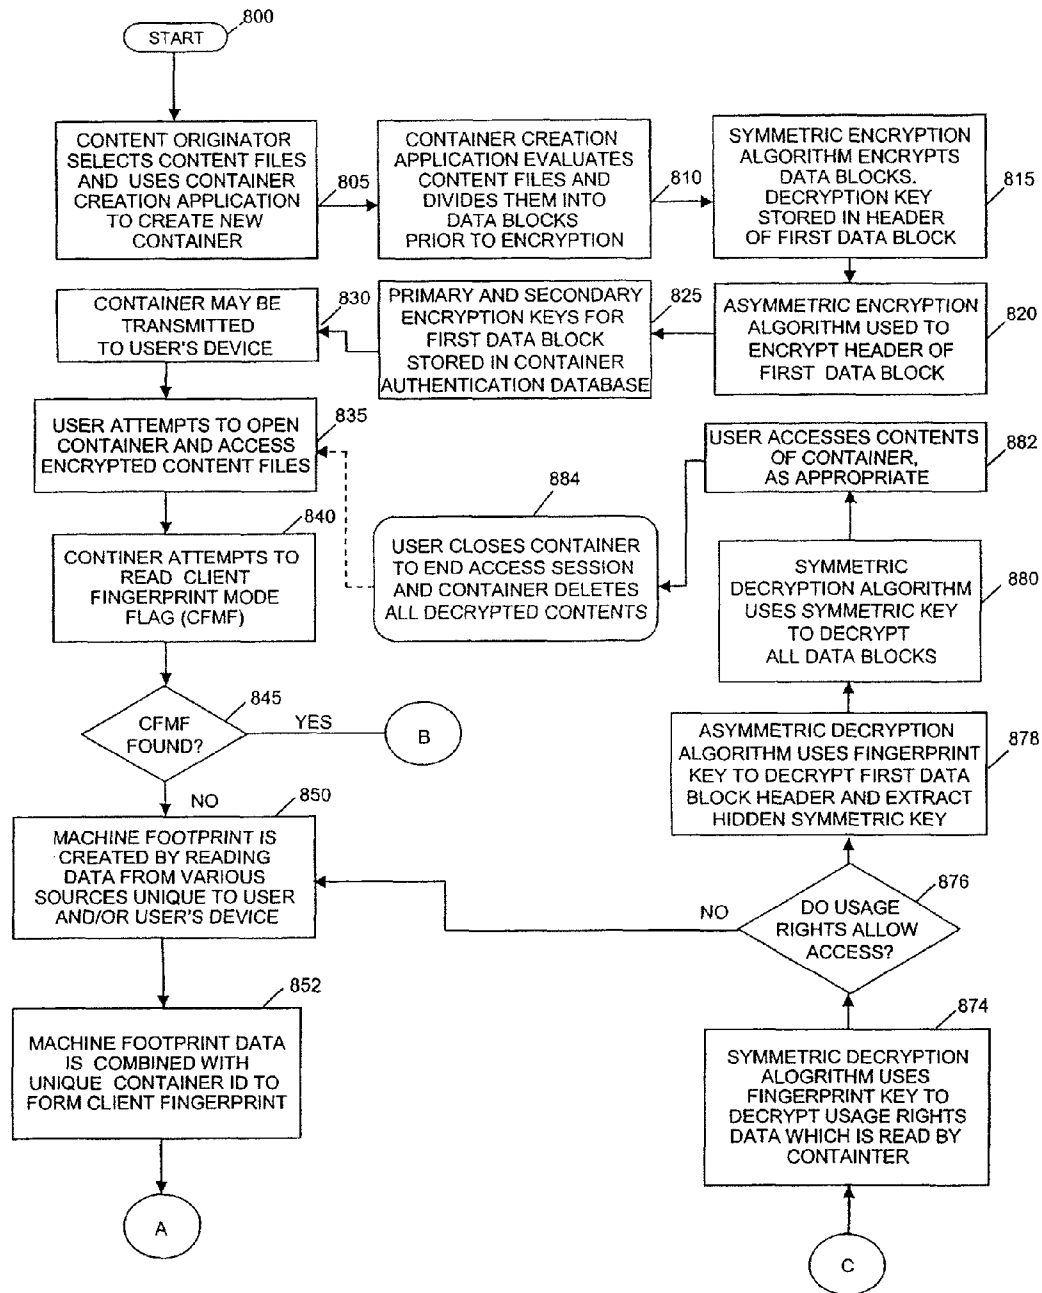 START
800
CONTENT ORIGINATOR
SELECTS CONTENT FILES
AND USES CONTAINER
CREATION APPLICATION
TO CREATE NEW
CONTAINER
805
CONTAINER CREATION
APPLICATION EVALUATES
CONTENT FILES AND
DIVIDES THEM INTO
DATA BLOCKS
PRIOR TO ENCRYPTION
810
SYMMETRIC ENCRYPTION
ALGORITHM ENCRYPTS
DATA BLOCKS.
DECRYPTION KEY
STORED IN HEADER
OF FIRST DATA BLOCK
815
ASYMMETRIC ENCRYPTION
ALGORITHM USED TO
ENCRYPT HEADER OF
FIRST DATA BLOCK
820
PRIMARY AND SECONDARY
ENCRYPTION KEYS FOR
FIRST DATA BLOCK
STORED IN CONTAINER
AUTHENTICATION DATABASE
825
CONTAINER MAY BE
TRANSMITTED
TO USER'S DEVICE
830
USER ATTEMPTS TO OPEN
CONTAINER AND ACCESS
ENCRYPTED CONTENT FILES
835
CONTINER ATTEMPTS TO
READ CLIENT
FINGERPRINT MODE
FLAG (CFMF)
840
CFMF
FOUND?
845
YES
B
NO
MACHINE FOOTPRINT IS
CREATED BY READING
DATA FROM VARIOUS
SOURCES UNIQUE TO USER
AND/OR USER'S DEVICE
850
MACHINE FOOTPRINT DATA
IS COMBINED WITH
UNIQUE CONTAINER ID TO
FORM CLIENT FINGERPRINT
852
A
C
SYMMETRIC DECRYPTION
ALOGRITHM USES
FINGERPRINT KEY TO
DECRYPT USAGE RIGHTS
DATA WHICH IS READ BY
CONTAINTER
874
DO USAGE
RIGHTS ALLOW
ACCESS?
876
NO
ASYMMETRIC DECRYPTION
ALGORITHM USES FINGERPRINT
KEY TO DECRYPT FIRST DATA
BLOCK HEADER AND EXTRACT
HIDDEN SYMMETRIC KEY
878
SYMMETRIC
DECRYPTION ALGORITHM
USES SYMMETRIC KEY
TO DECRYPT
ALL DATA BLOCKS
880
USER ACCESSES CONTENTS
OF CONTAINER,
AS APPROPRIATE
882
USER CLOSES CONTAINER
TO END ACCESS SESSION
AND CONTAINER DELETES
ALL DECRYPTED CONTENTS
884